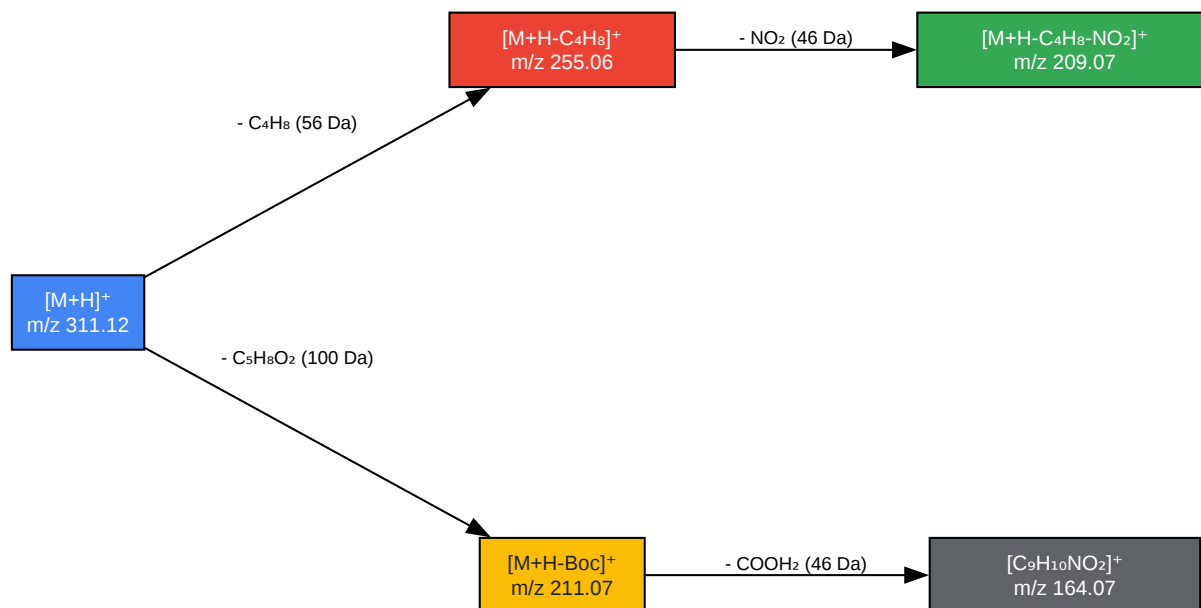 [M+H-C₄H₈]⁺
m/z 255.06
- NO₂ (46 Da)
[M+H-C₄H₈-NO₂]⁺
m/z 209.07
- C₄H₈ (56 Da)
[M+H]⁺
m/z 311.12
- C₅H₈O₂ (100 Da)
[M+H-Boc]⁺
m/z 211.07
- COOH₂ (46 Da)
[C₉H₁₀NO₂]⁺
m/z 164.07